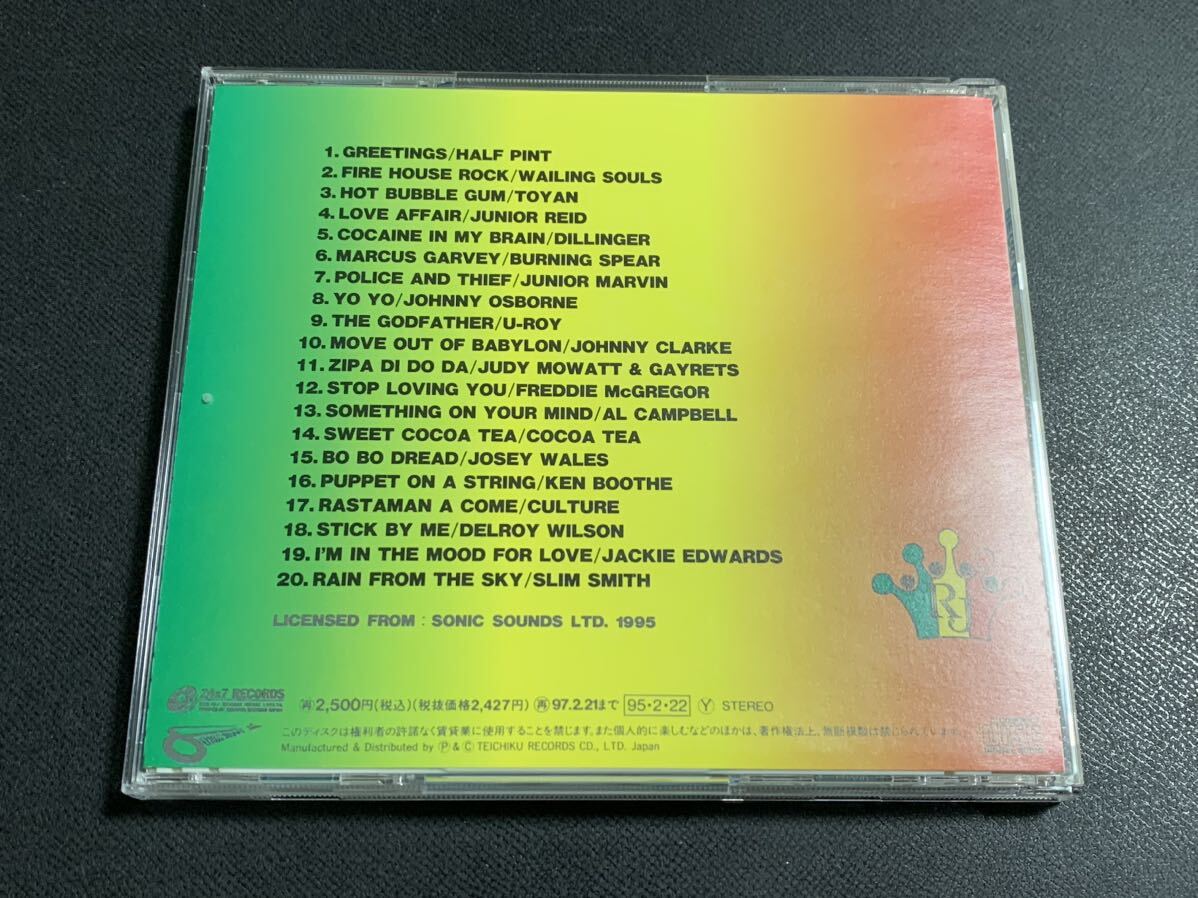 1. GREETINGS/HALF PINT
2. FIRE HOUSE ROCK/WAILING SOULS
3. HOT BUBBLE GUM/TOYAN
4. LOVE AFFAIR/JUNIOR REID
5. COCAINE IN MY BRAIN/DILLINGER
6. MARCUS GARVEY/BURNING SPEAR
7. POLICE AND THIEF/JUNIOR MARVIN
8. YO YO/JOHNNY OSBORNE
9. THE GODFATHER/U-ROY
10. MOVE OUT OF BABYLON/JOHNNY CLARKE
11. ZIPA DI DO DA/JUDY MOWATT & GAYRETS
12. STOP LOVING YOU/FREDDIE McGREGOR
13. SOMETHING ON YOUR MIND/AL CAMPBELL
14. SWEET COCOA TEA/COCOA TEA
15. BO BO DREAD/JOSEY WALES
16. PUPPET ON A STRING/KEN BOOTHE
17. RASTAMAN A COME/CULTURE
18. STICK BY ME/DELROY WILSON
19. I'M IN THE MOOD FOR LOVE/JACKIE EDWARDS
20. RAIN FROM THE SKY/SLIM SMITH
RJ
LICENSED FROM : SONIC SOUNDS LTD. 1995
24x7 RECORDS
再 2,500円(税込)(税抜価格2,427円) 再 97.2.21まで 95・2・22 Y STEREO
このディスクは権利者の許諾なく賃貸業に使用することを禁じます。また個人的に楽しむなどのほかは、著作権法上、無断複製は禁じられています。
Manufactured & Distributed by Ⓟ & Ⓒ TEICHIKU RECORDS CO., LTD. Japan